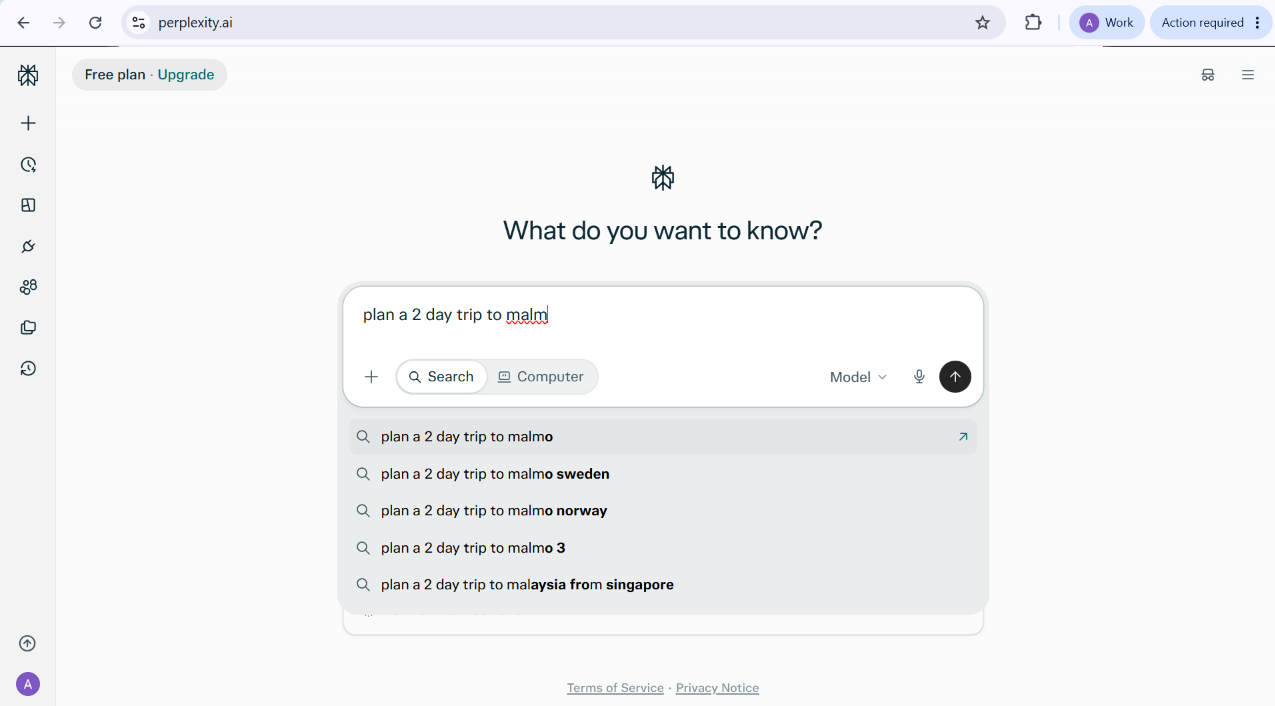 perplexity.ai
A Work
Action required
Free plan · Upgrade
What do you want to know?
plan a 2 day trip to malm
Search
Computer
Model
plan a 2 day trip to malmo
plan a 2 day trip to malmo sweden
plan a 2 day trip to malmo norway
plan a 2 day trip to malmo 3
plan a 2 day trip to malaysia from singapore
A
Terms of Service · Privacy Notice